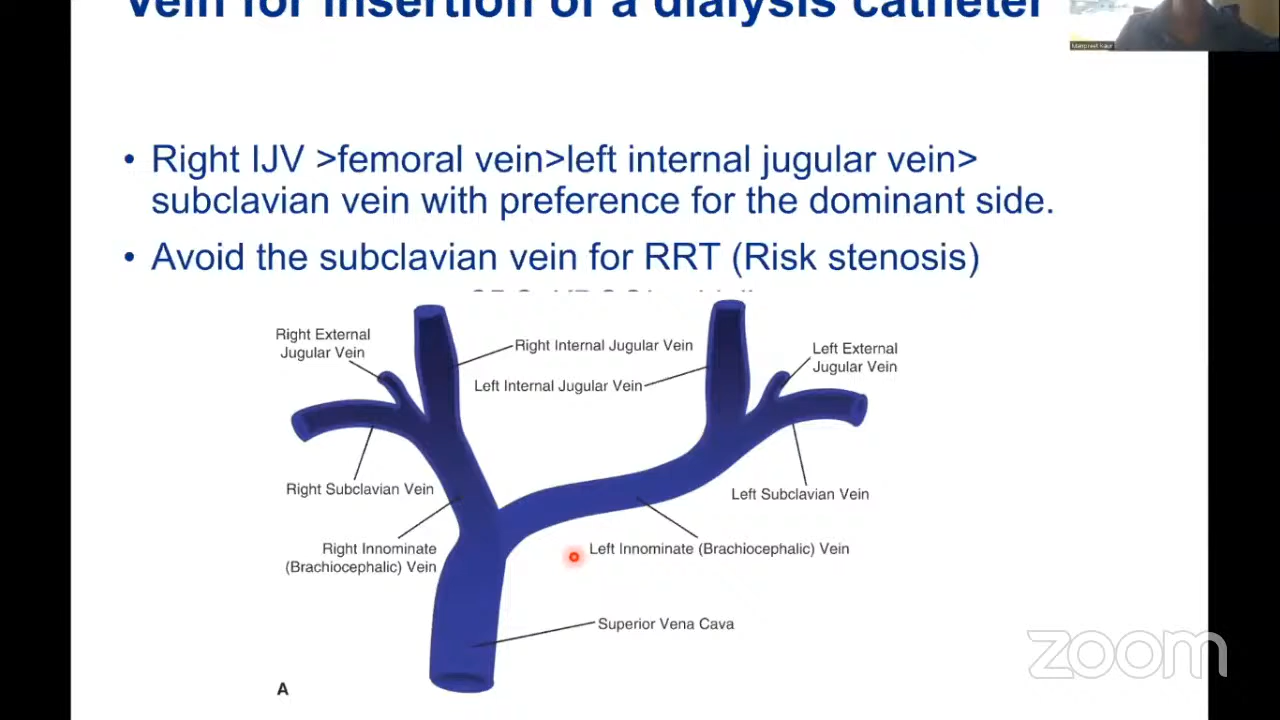 Vein for insertion of a dialysis catheter
• Right IJV >femoral vein>left internal jugular vein>
subclavian vein with preference for the dominant side.
• Avoid the subclavian vein for RRT (Risk stenosis)
Right External
Jugular Vein
Right Internal Jugular Vein
Left Internal Jugular Vein
Left External
Jugular Vein
Right Subclavian Vein
Left Subclavian Vein
Right Innominate
(Brachiocephalic) Vein
Left Innominate (Brachiocephalic) Vein
Superior Vena Cava
A
zoom